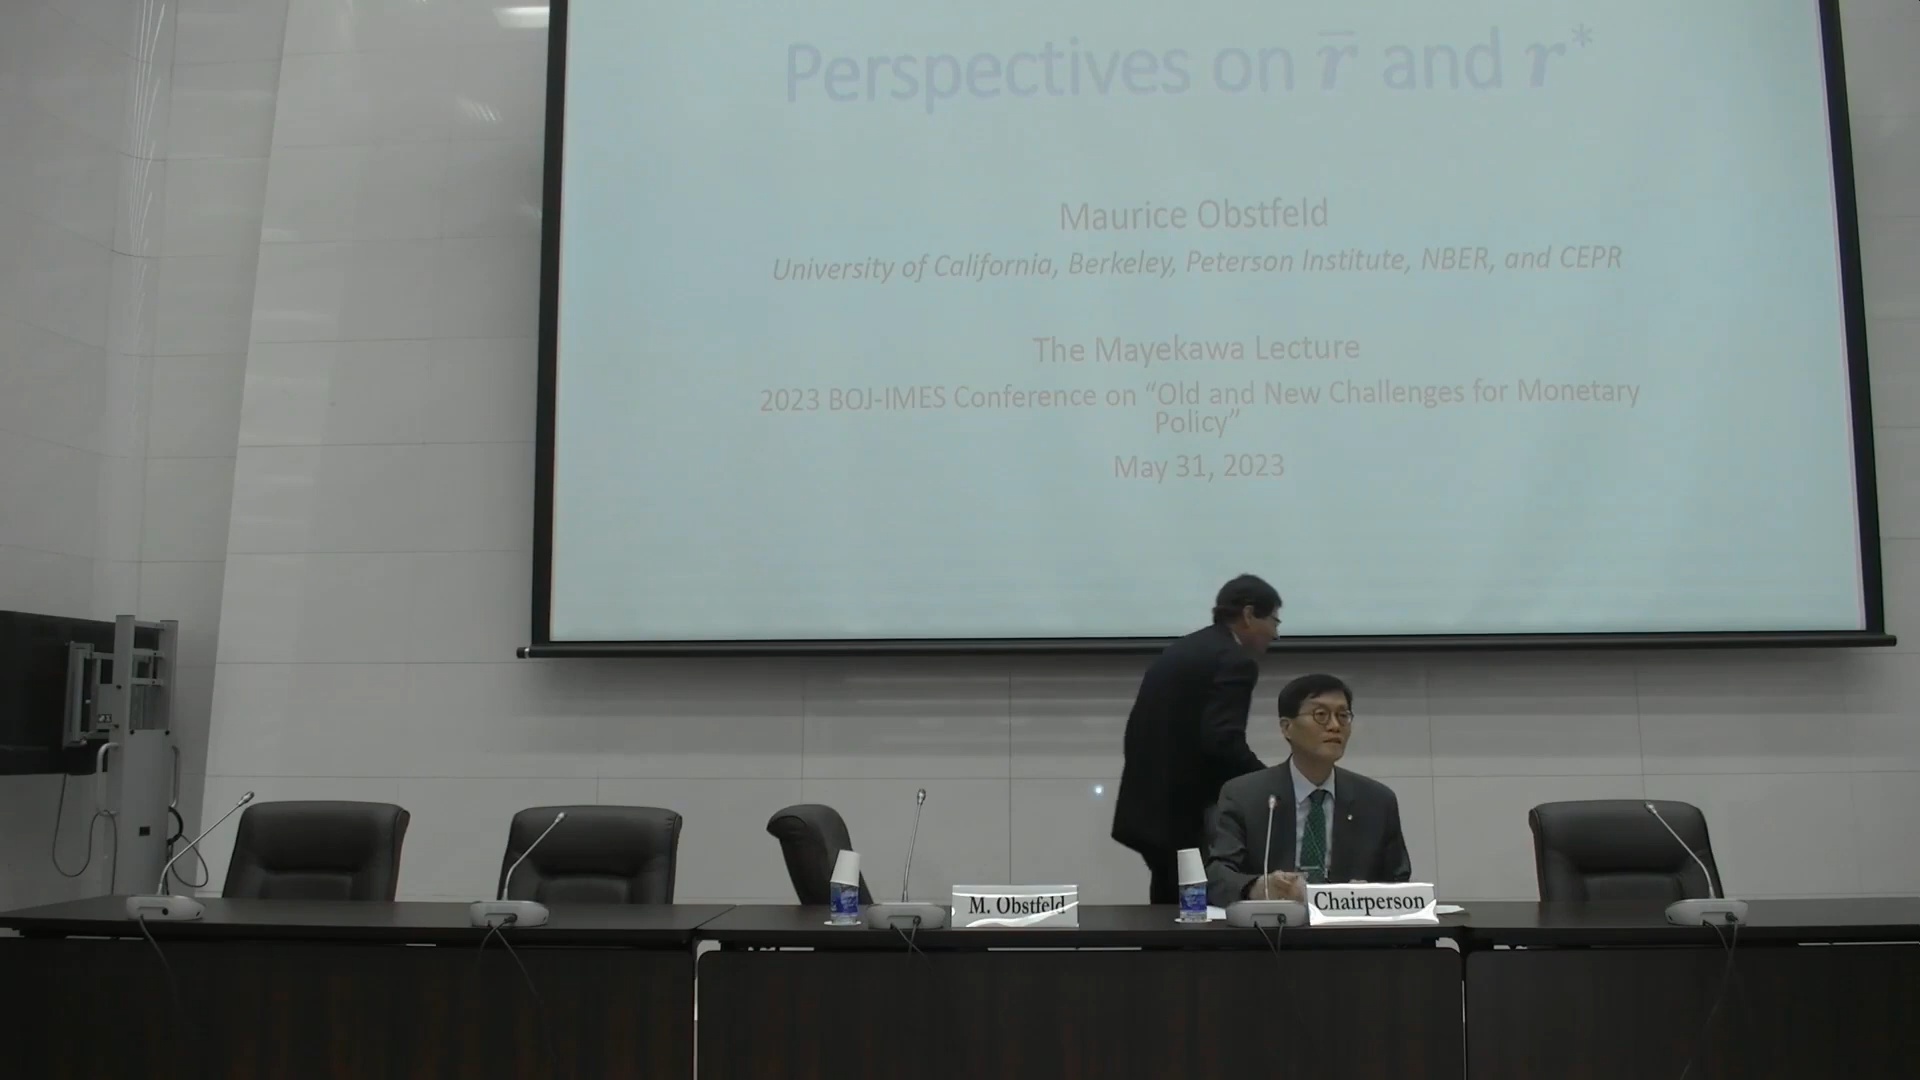 Perspectives on r̄ and r*
Maurice Obstfeld
University of California, Berkeley, Peterson Institute, NBER, and CEPR
The Mayekawa Lecture
2023 BOJ-IMES Conference on “Old and New Challenges for Monetary
Policy”
May 31, 2023
M. Obstfeld
Chairperson